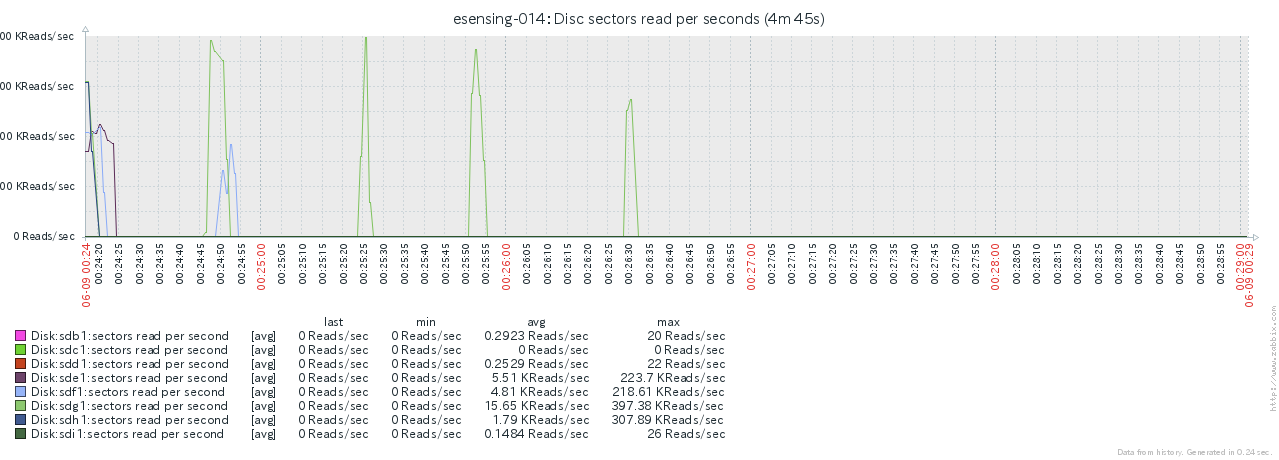 esensing-014: Disc sectors read per seconds (4m 45s)
00 KReads/sec
00 KReads/sec
00 KReads/sec
00 KReads/sec
0 Reads/sec
06-09 00:24 00:24:20 00:24:25 00:24:30 00:24:35 00:24:40 00:24:45 00:24:50 00:24:55 00:25:00 00:25:05 00:25:10 00:25:15 00:25:20 00:25:25 00:25:30 00:25:35 00:25:40 00:25:45 00:25:50 00:25:55 00:26:00 00:26:05 00:26:10 00:26:15 00:26:20 00:26:25 00:26:30 00:26:35 00:26:40 00:26:45 00:26:50 00:26:55 00:27:00 00:27:05 00:27:10 00:27:15 00:27:20 00:27:25 00:27:30 00:27:35 00:27:40 00:27:45 00:27:50 00:27:55 00:28:00 00:28:05 00:28:10 00:28:15 00:28:20 00:28:25 00:28:30 00:28:35 00:28:40 00:28:45 00:28:50 00:28:55 00:29:00 06-09 00:29
last min avg max
Disk:sdb1:sectors read per second [avg] 0 Reads/sec 0 Reads/sec 0.2923 Reads/sec 20 Reads/sec
Disk:sdc1:sectors read per second [avg] 0 Reads/sec 0 Reads/sec 0 Reads/sec 0 Reads/sec
Disk:sdd1:sectors read per second [avg] 0 Reads/sec 0 Reads/sec 0.2529 Reads/sec 22 Reads/sec
Disk:sde1:sectors read per second [avg] 0 Reads/sec 0 Reads/sec 5.51 KReads/sec 223.7 KReads/sec
Disk:sdf1:sectors read per second [avg] 0 Reads/sec 0 Reads/sec 4.81 KReads/sec 218.61 KReads/sec
Disk:sdg1:sectors read per second [avg] 0 Reads/sec 0 Reads/sec 15.65 KReads/sec 397.38 KReads/sec
Disk:sdh1:sectors read per second [avg] 0 Reads/sec 0 Reads/sec 1.79 KReads/sec 307.89 KReads/sec
Disk:sdi1:sectors read per second [avg] 0 Reads/sec 0 Reads/sec 0.1484 Reads/sec 26 Reads/sec
http://www.zabbix.com
Data from history. Generated in 0.24 sec.